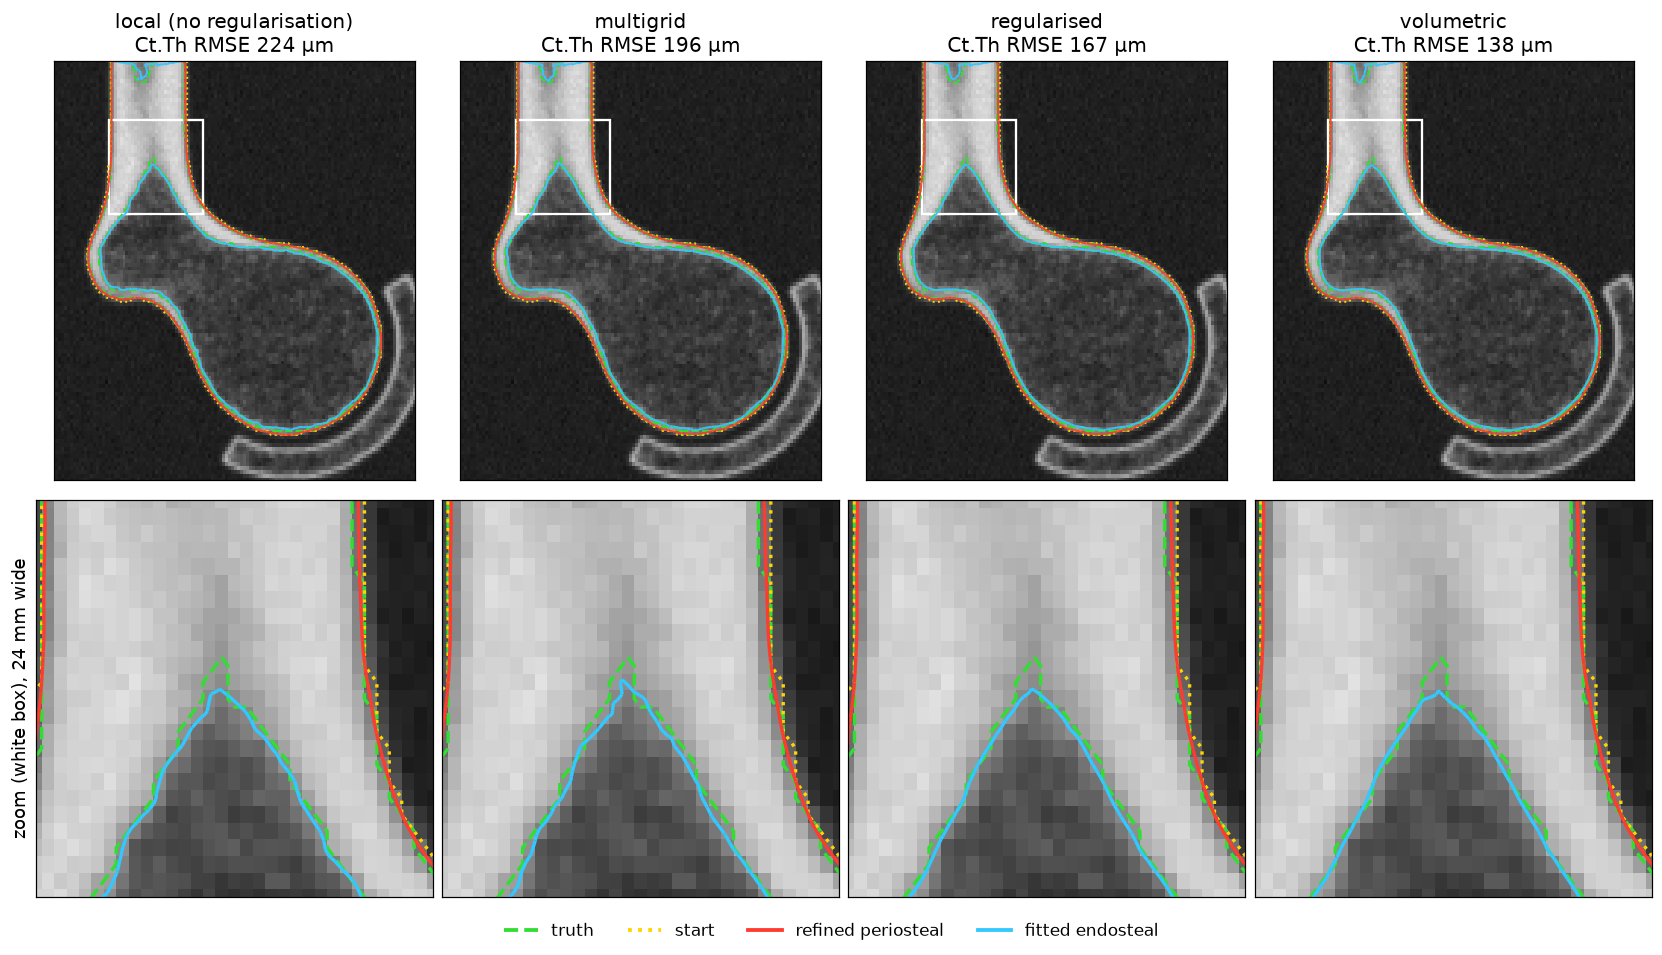 local (no regularisation)
Ct.Th RMSE 224 µm
multigrid
Ct.Th RMSE 196 µm
regularised
Ct.Th RMSE 167 µm
volumetric
Ct.Th RMSE 138 µm
zoom (white box), 24 mm wide
truth
start
refined periosteal
fitted endosteal